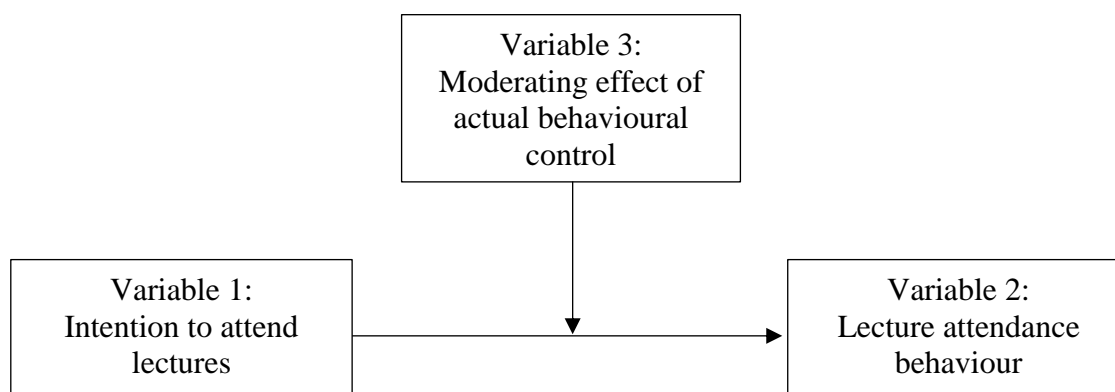 Variable 3:
Moderating effect of
actual behavioural
control
Variable 1:
Intention to attend
lectures
Variable 2:
Lecture attendance
behaviour